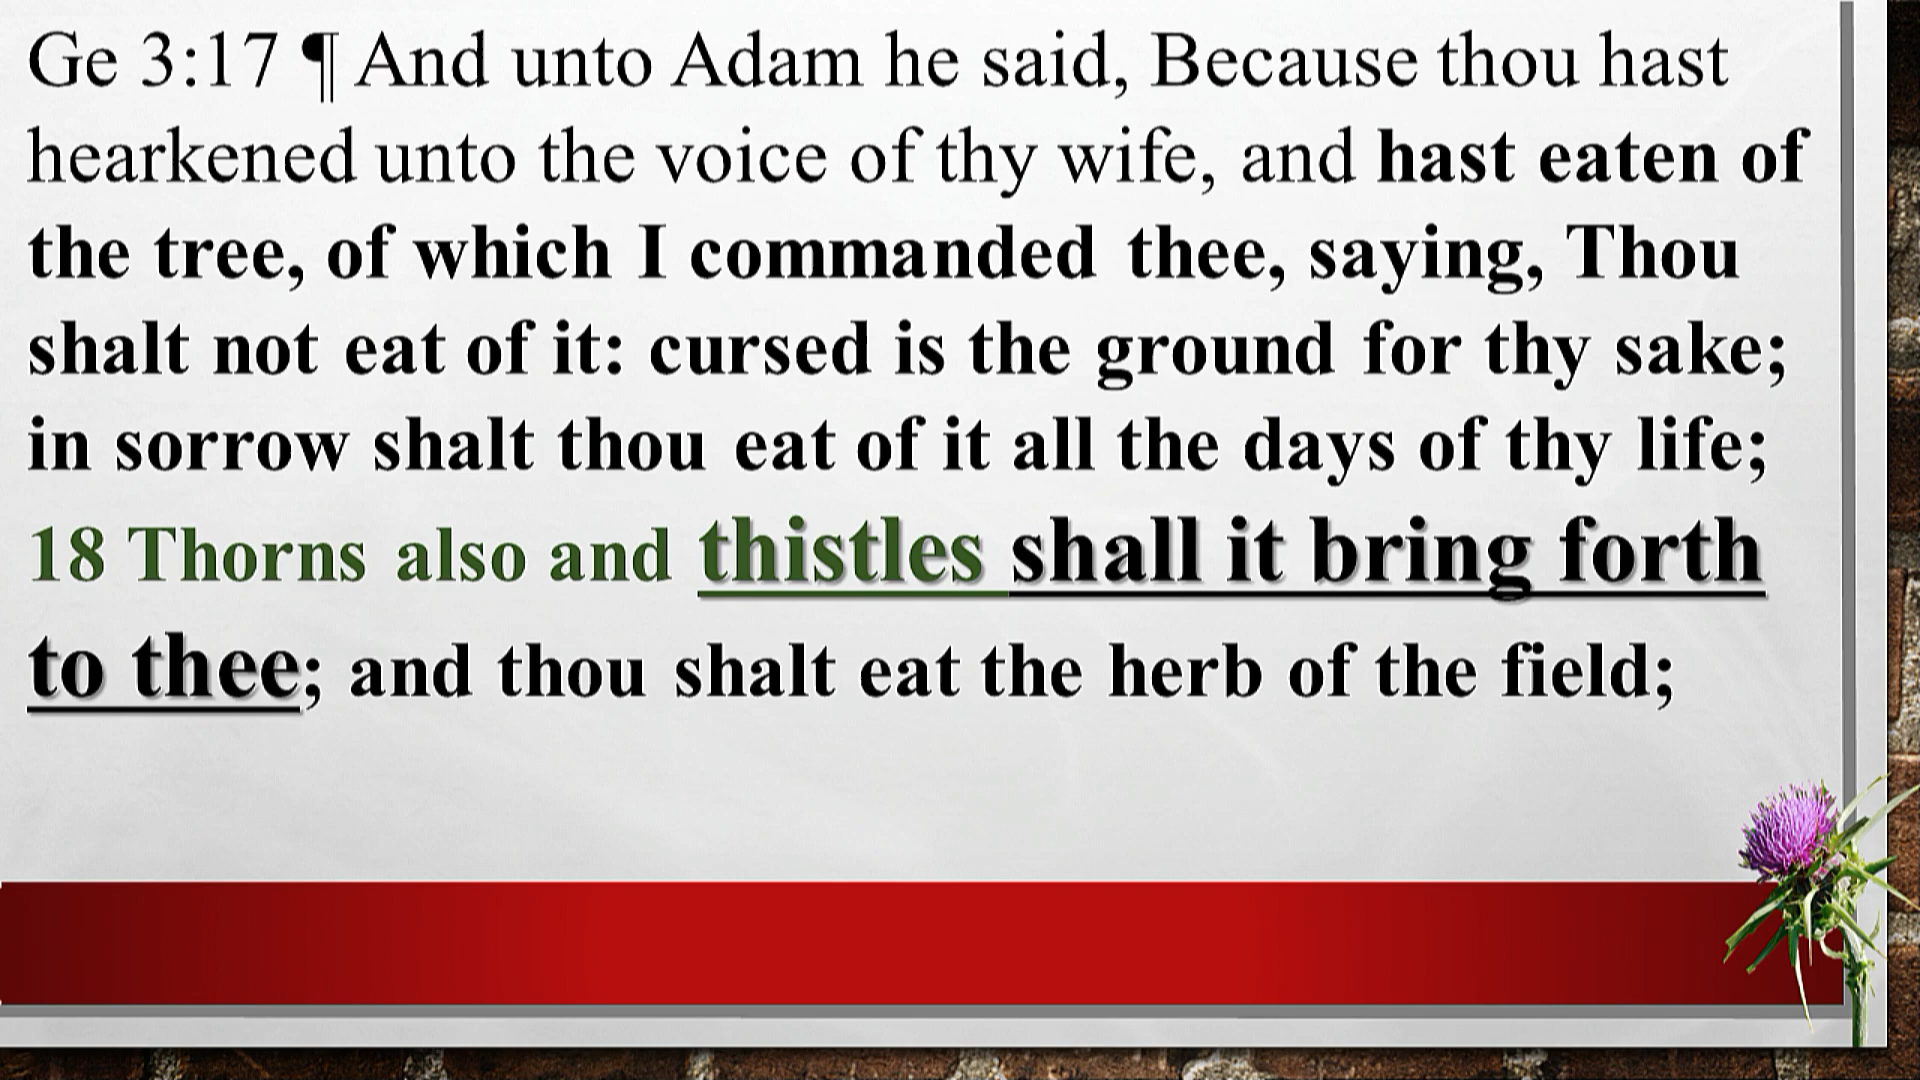 Ge 3:17 ¶ And unto Adam he said, Because thou hast
hearkened unto the voice of thy wife, and hast eaten of
the tree, of which I commanded thee, saying, Thou
shalt not eat of it: cursed is the ground for thy sake;
in sorrow shalt thou eat of it all the days of thy life;
18 Thorns also and thistles shall it bring forth
to thee; and thou shalt eat the herb of the field;